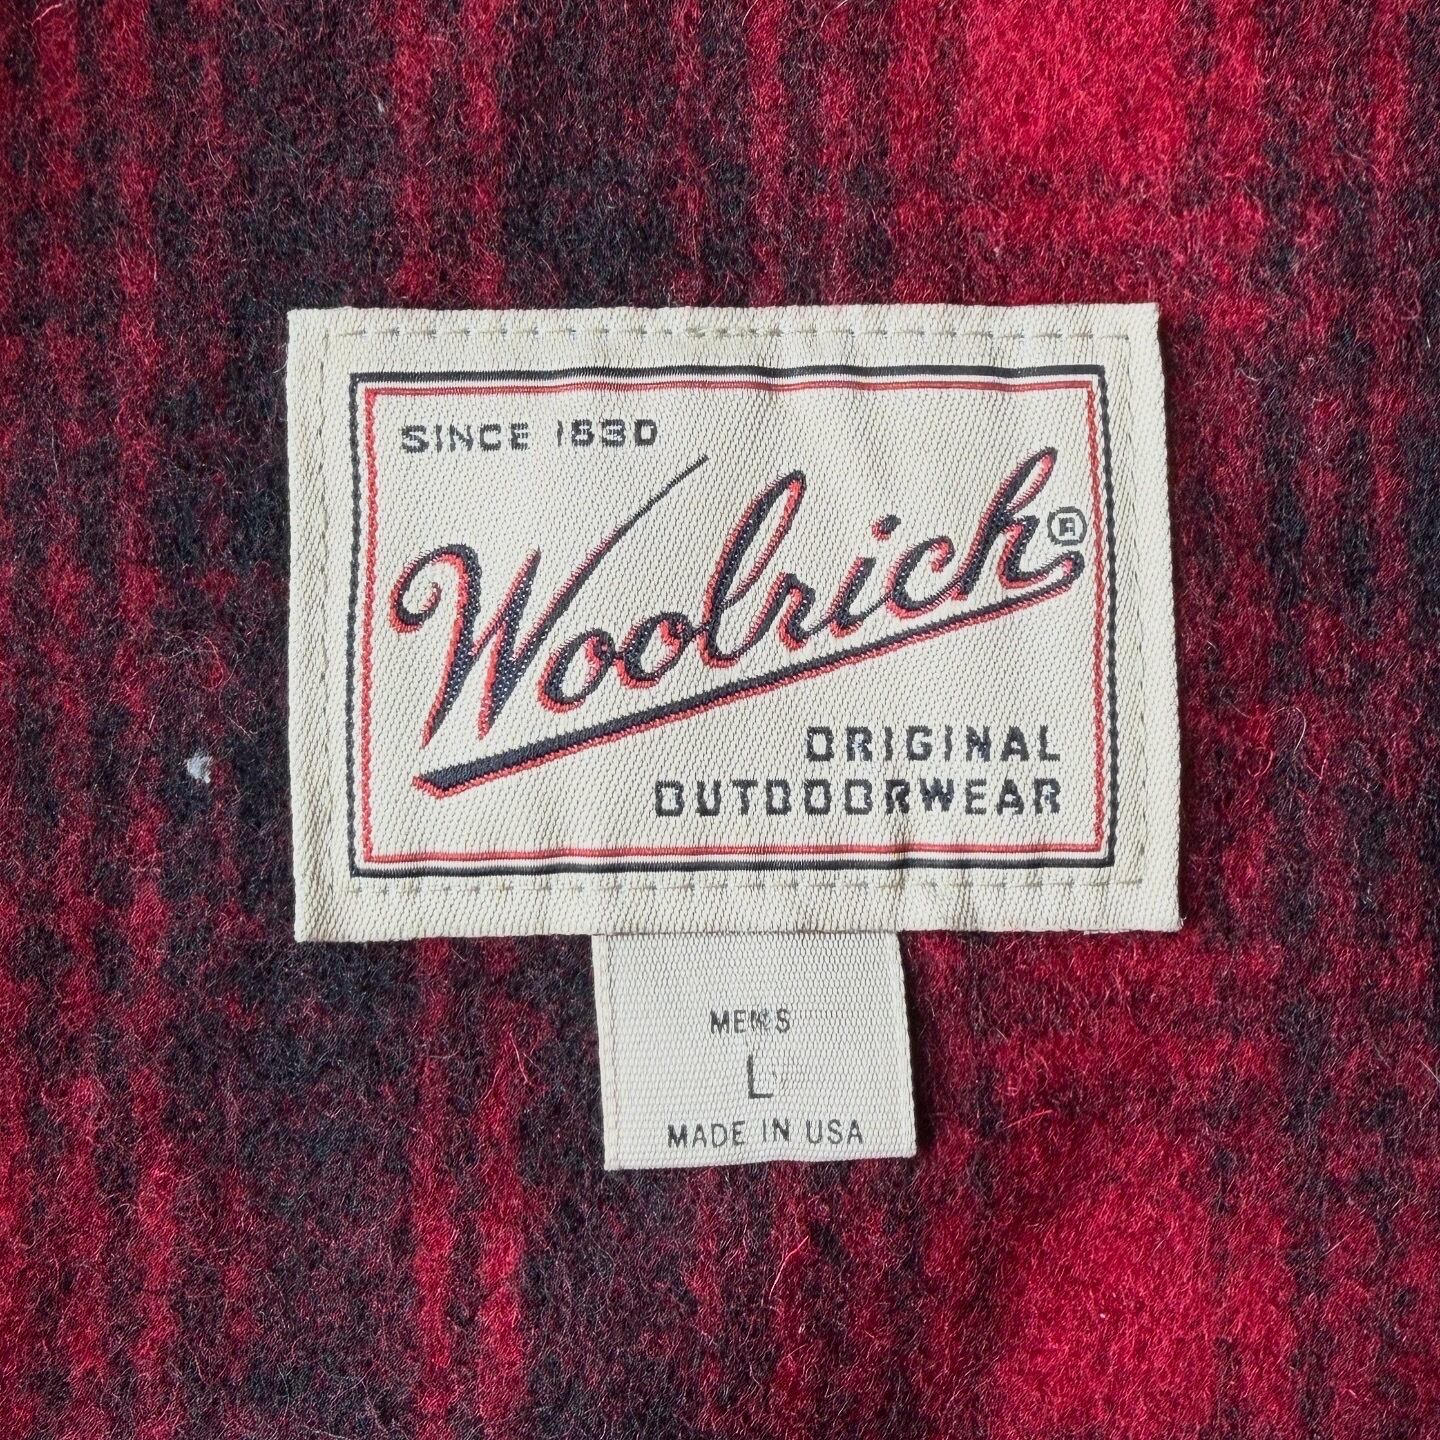 SINCE 1830
Woolrich®
ORIGINAL
OUTDOORWEAR
MEN'S
L
MADE IN USA